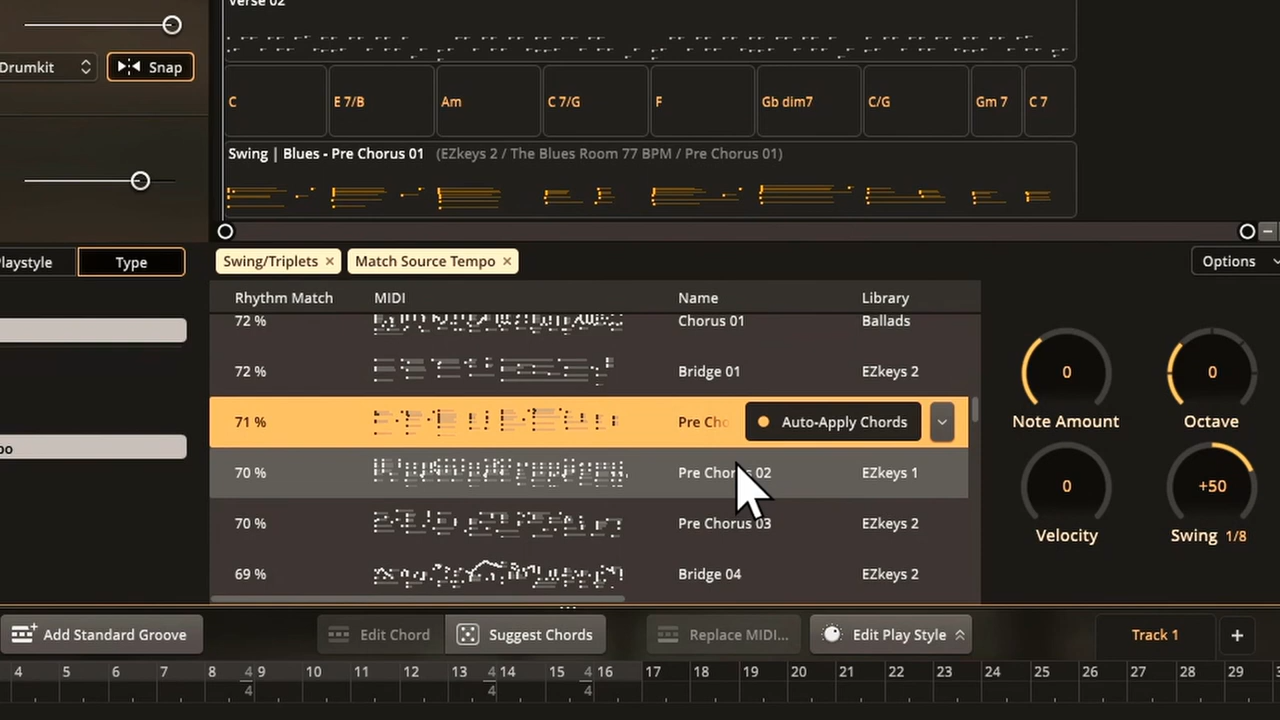 Verse 02
Drumkit
Snap
C E 7/B Am C 7/G F Gb dim7 C/G Gm 7 C 7
Swing | Blues - Pre Chorus 01 (EZkeys 2 / The Blues Room 77 BPM / Pre Chorus 01)
Playstyle Type
Swing/Triplets × Match Source Tempo ×
Options
Rhythm Match MIDI Name Library
72 % Chorus 01 Ballads
72 % Bridge 01 EZkeys 2
71 % Pre Cho Auto-Apply Chords
70 % Pre Chorus 02 EZkeys 1
70 % Pre Chorus 03 EZkeys 2
69 % Bridge 04 EZkeys 2
0 0
Note Amount Octave
0 +50
Velocity Swing 1/8
Add Standard Groove Edit Chord Suggest Chords Replace MIDI... Edit Play Style Track 1 +
4 5 6 7 8 4/4 9 10 11 12 13 4/4 14 15 4/4 16 17 18 19 20 21 22 23 24 25 26 27 28 29